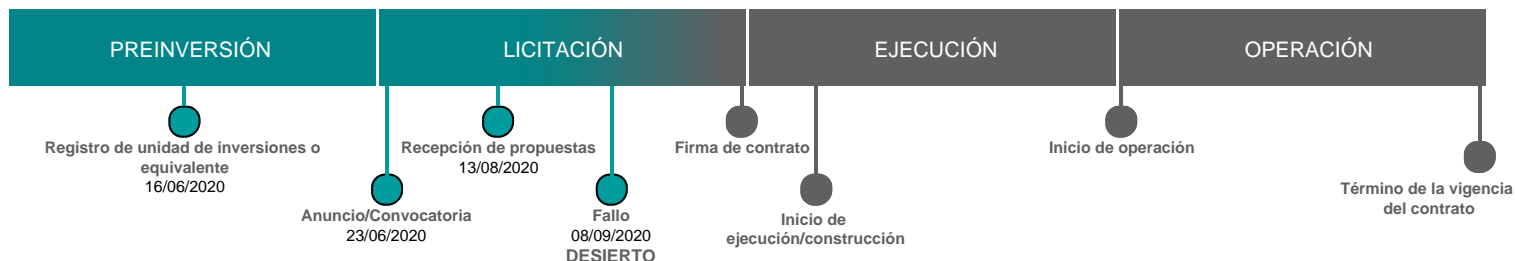 PREINVERSIÓN
LICITACIÓN
EJECUCIÓN
OPERACIÓN
Registro de unidad de inversiones o
equivalente
16/06/2020
Anuncio/Convocatoria
23/06/2020
Recepción de propuestas
13/08/2020
Fallo
08/09/2020
DESIERTO
Firma de contrato
Inicio de
ejecución/construcción
Inicio de operación
Término de la vigencia
del contrato